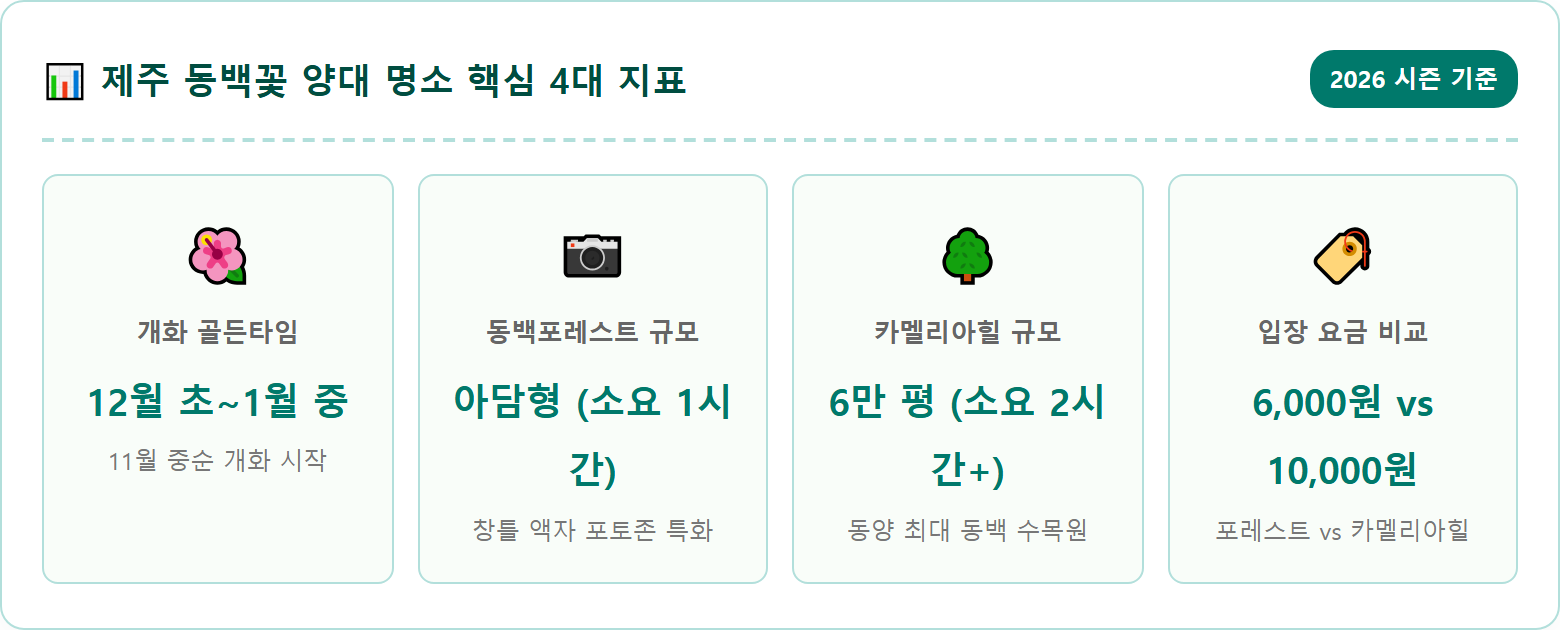 제주 동백꽃 양대 명소 핵심 4대 지표
2026 시즌 기준
개화 골든타임
12월 초~1월 중
11월 중순 개화 시작
동백포레스트 규모
아담형 (소요 1시
간)
창틀 액자 포토존 특화
카멜리아힐 규모
6만 평 (소요 2시
간+)
동양 최대 동백 수목원
입장 요금 비교
6,000원 vs
10,000원
포레스트 vs 카멜리아힐